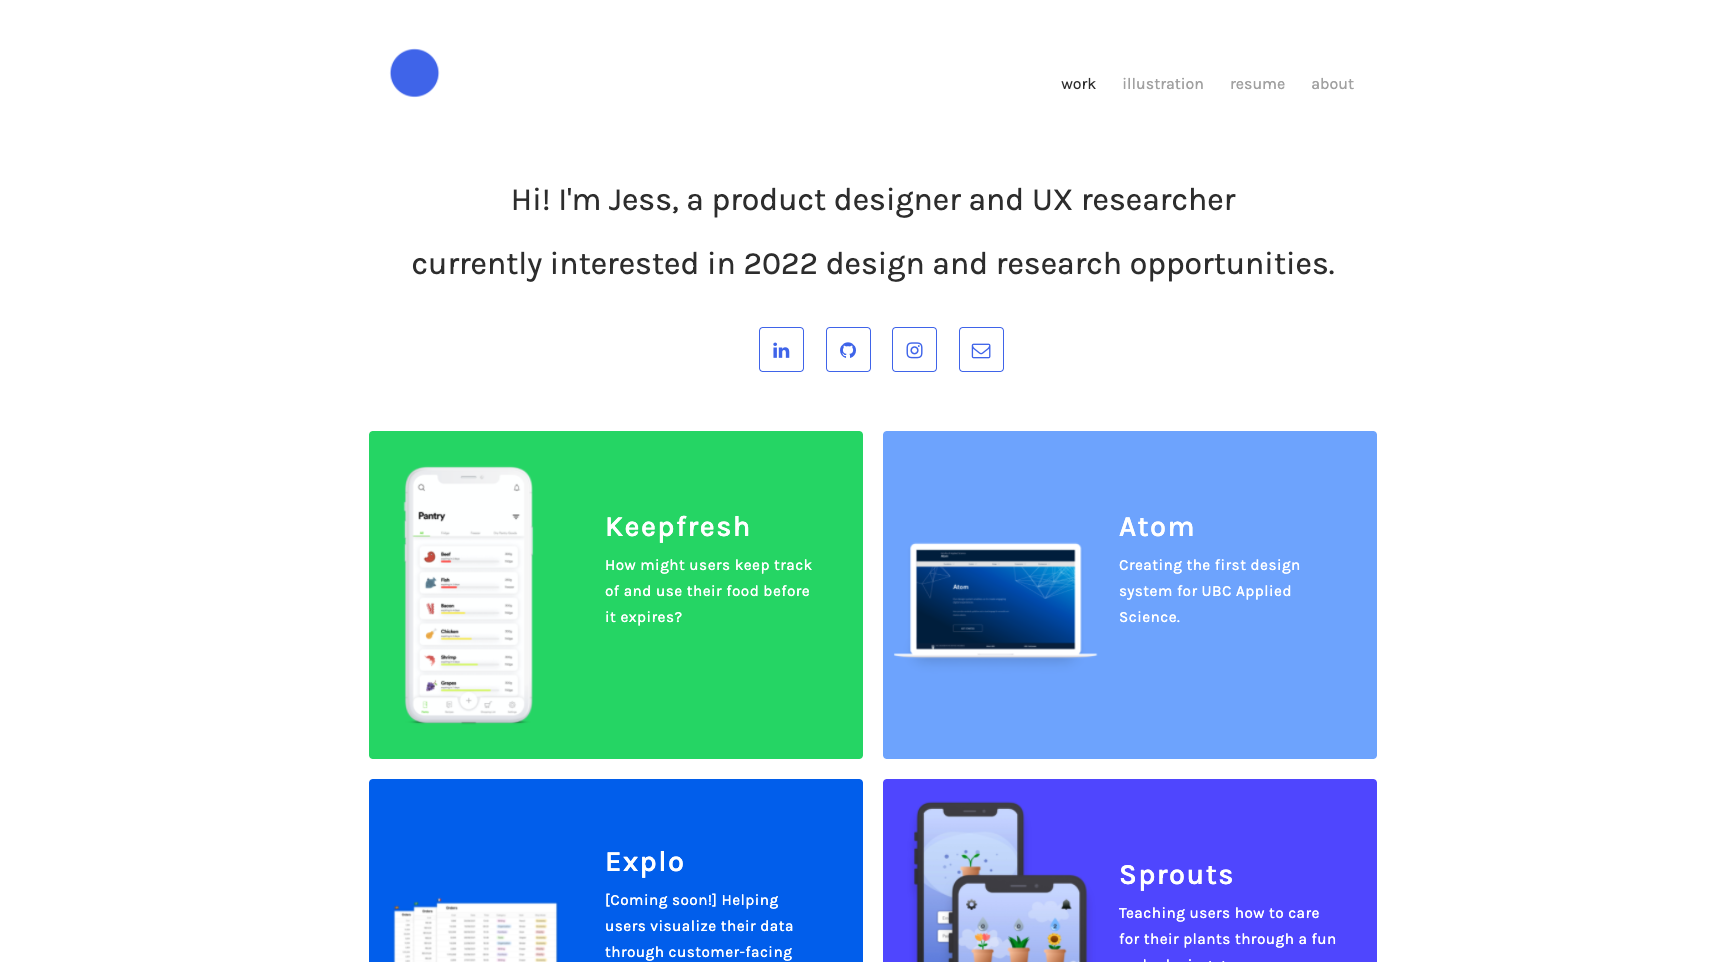 work illustration resume about
Hi! I'm Jess, a product designer and UX researcher
currently interested in 2022 design and research opportunities.
Pantry
Beef
Fish
Bacon
Chicken
Shrimp
Grapes
Keepfresh
How might users keep track
of and use their food before
it expires?
Atom
Atom
Creating the first design
system for UBC Applied
Science.
Orders
Explo
[Coming soon!] Helping
users visualize their data
through customer-facing
Sprouts
Teaching users how to care
for their plants through a fun